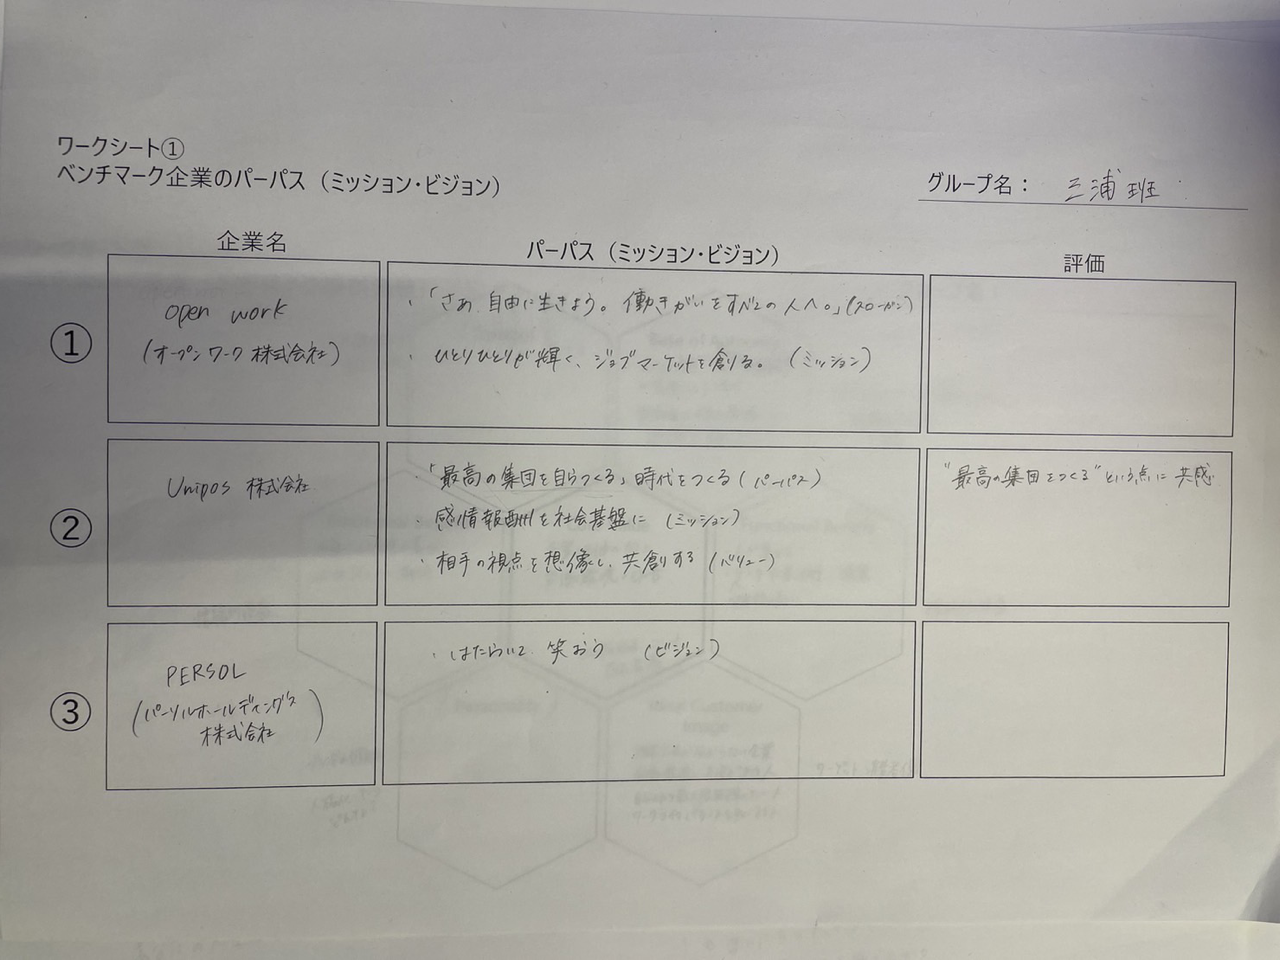 ワークシート①
ベンチマーク企業のパーパス（ミッション・ビジョン）
グループ名： 三浦班
企業名
パーパス（ミッション・ビジョン）
評価
①
open work
(オープンワーク株式会社)
・「さあ 自由に生きよう。働きがいをすべての人へ。」(スローガン)
・ひとりひとりが輝く、ジョブマーケットを創る。(ミッション)
②
Unipos 株式会社
・「最高の集団を自らつくる」時代をつくる(パーパス)
・感情報酬を社会基盤に (ミッション)
・相手の視点を想像し、共創する (バリュー)
"最高の集団をつくる"という点に共感
③
PERSOL
(パーソルホールディングス
株式会社)
・はたらいて 笑おう (ビジョン)